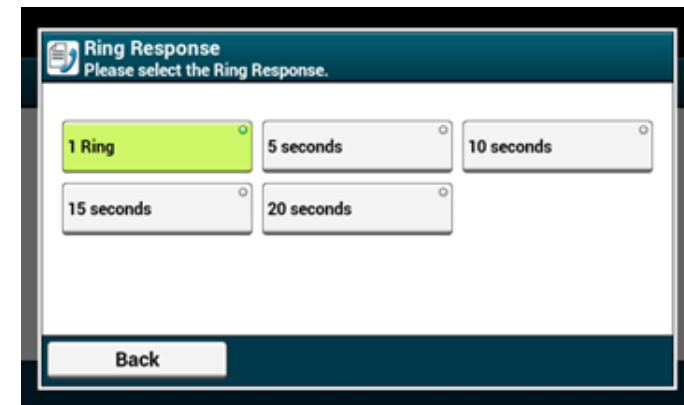 Ring Response
Please select the Ring Response.
1 Ring
5 seconds
10 seconds
15 seconds
20 seconds
Back